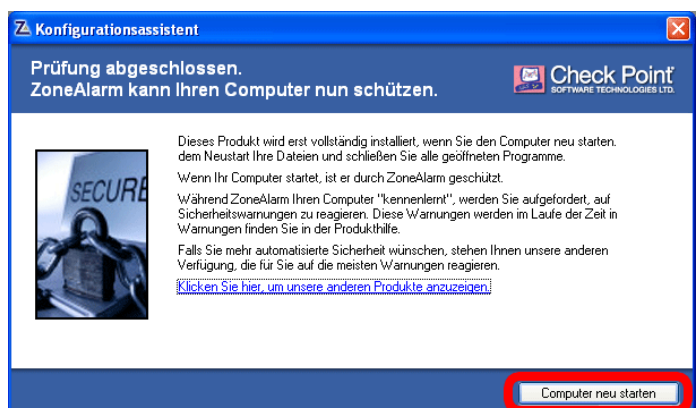 Konfigurationsassistent
Prüfung abgeschlossen.
ZoneAlarm kann Ihren Computer nun schützen.
Check Point
SOFTWARE TECHNOLOGIES LTD.
SECURE
Dieses Produkt wird erst vollständig installiert, wenn Sie den Computer neu starten.
dem Neustart Ihre Dateien und schließen Sie alle geöffneten Programme.
Wenn Ihr Computer startet, ist er durch ZoneAlarm geschützt.
Während ZoneAlarm Ihren Computer "kennenlernt", werden Sie aufgefordert, auf
Sicherheitswarnungen zu reagieren. Diese Warnungen werden im Laufe der Zeit in
Warnungen finden Sie in der Produkthilfe.
Falls Sie mehr automatisierte Sicherheit wünschen, stehen Ihnen unsere anderen
Verfügung, die für Sie auf die meisten Warnungen reagieren.
Klicken Sie hier, um unsere anderen Produkte anzuzeigen.
Computer neu starten